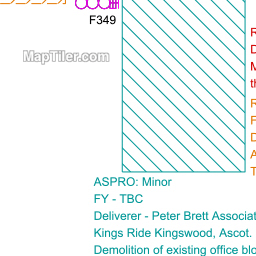 F349
MapTiler.com
R
D
M
th
R
F
D
A
T
ASPRO: Minor
FY - TBC
Deliverer - Peter Brett Associat
Kings Ride Kingswood, Ascot.
Demolition of existing office blo